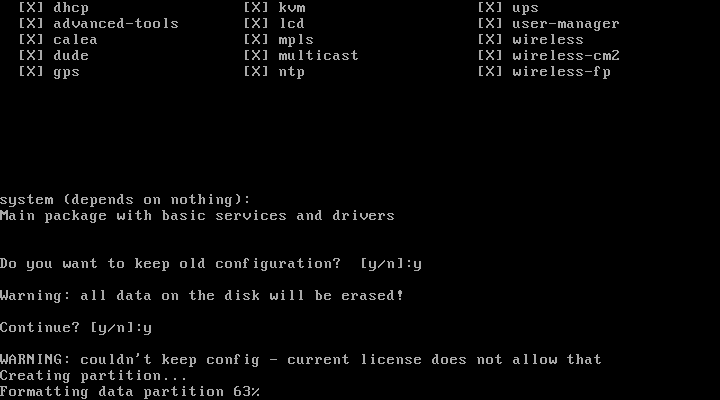 [X] dhcp [X] kvm [X] ups
[X] advanced-tools [X] lcd [X] user-manager
[X] calea [X] mpls [X] wireless
[X] dude [X] multicast [X] wireless-cm2
[X] gps [X] ntp [X] wireless-fp
system (depends on nothing):
Main package with basic services and drivers
Do you want to keep old configuration? [y/n]:y
Warning: all data on the disk will be erased!
Continue? [y/n]:y
WARNING: couldn't keep config - current license does not allow that
Creating partition...
Formatting data partition 63%